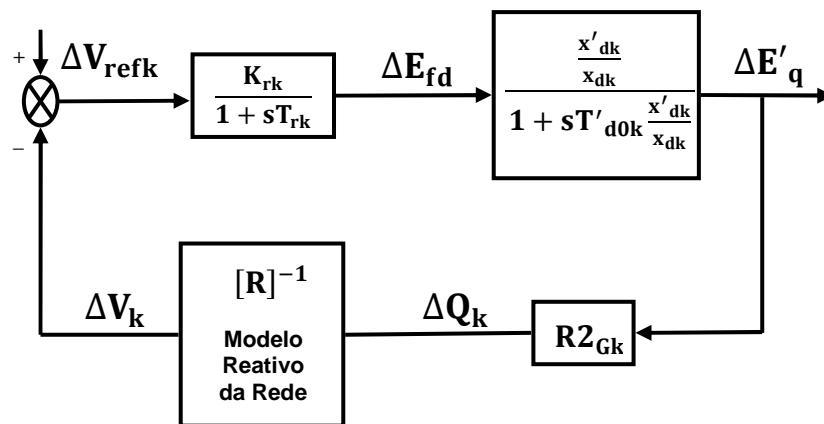 +
ΔV_refk
K_rk
1 + sT_rk
ΔE_fd
x'_dk
x_dk
1 + sT'_d0k x'_dk
x_dk
ΔE'_q
−
ΔV_k
[R]^−1
Modelo
Reativo
da Rede
ΔQ_k
R2_Gk